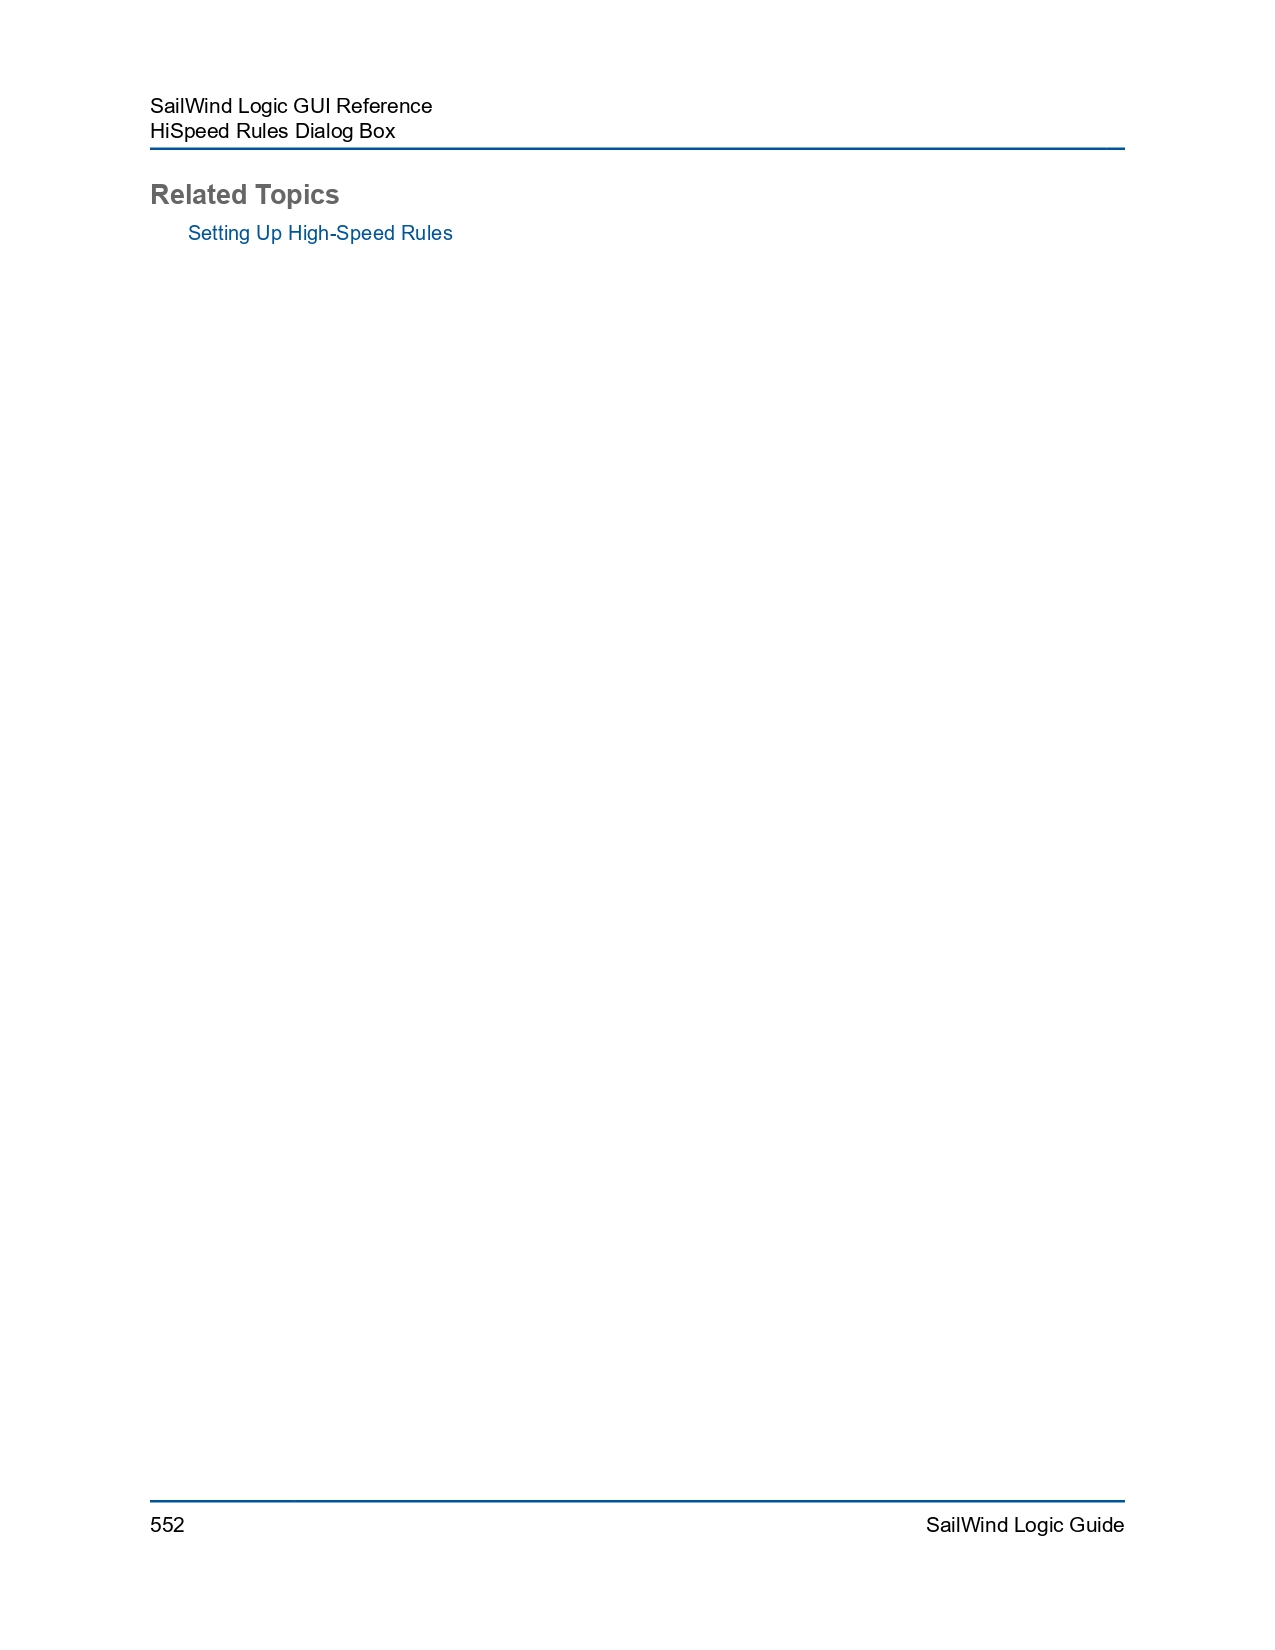 SailWind Logic GUI Reference
HiSpeed Rules Dialog Box
Related Topics
Setting Up High-Speed Rules
552
SailWind Logic Guide